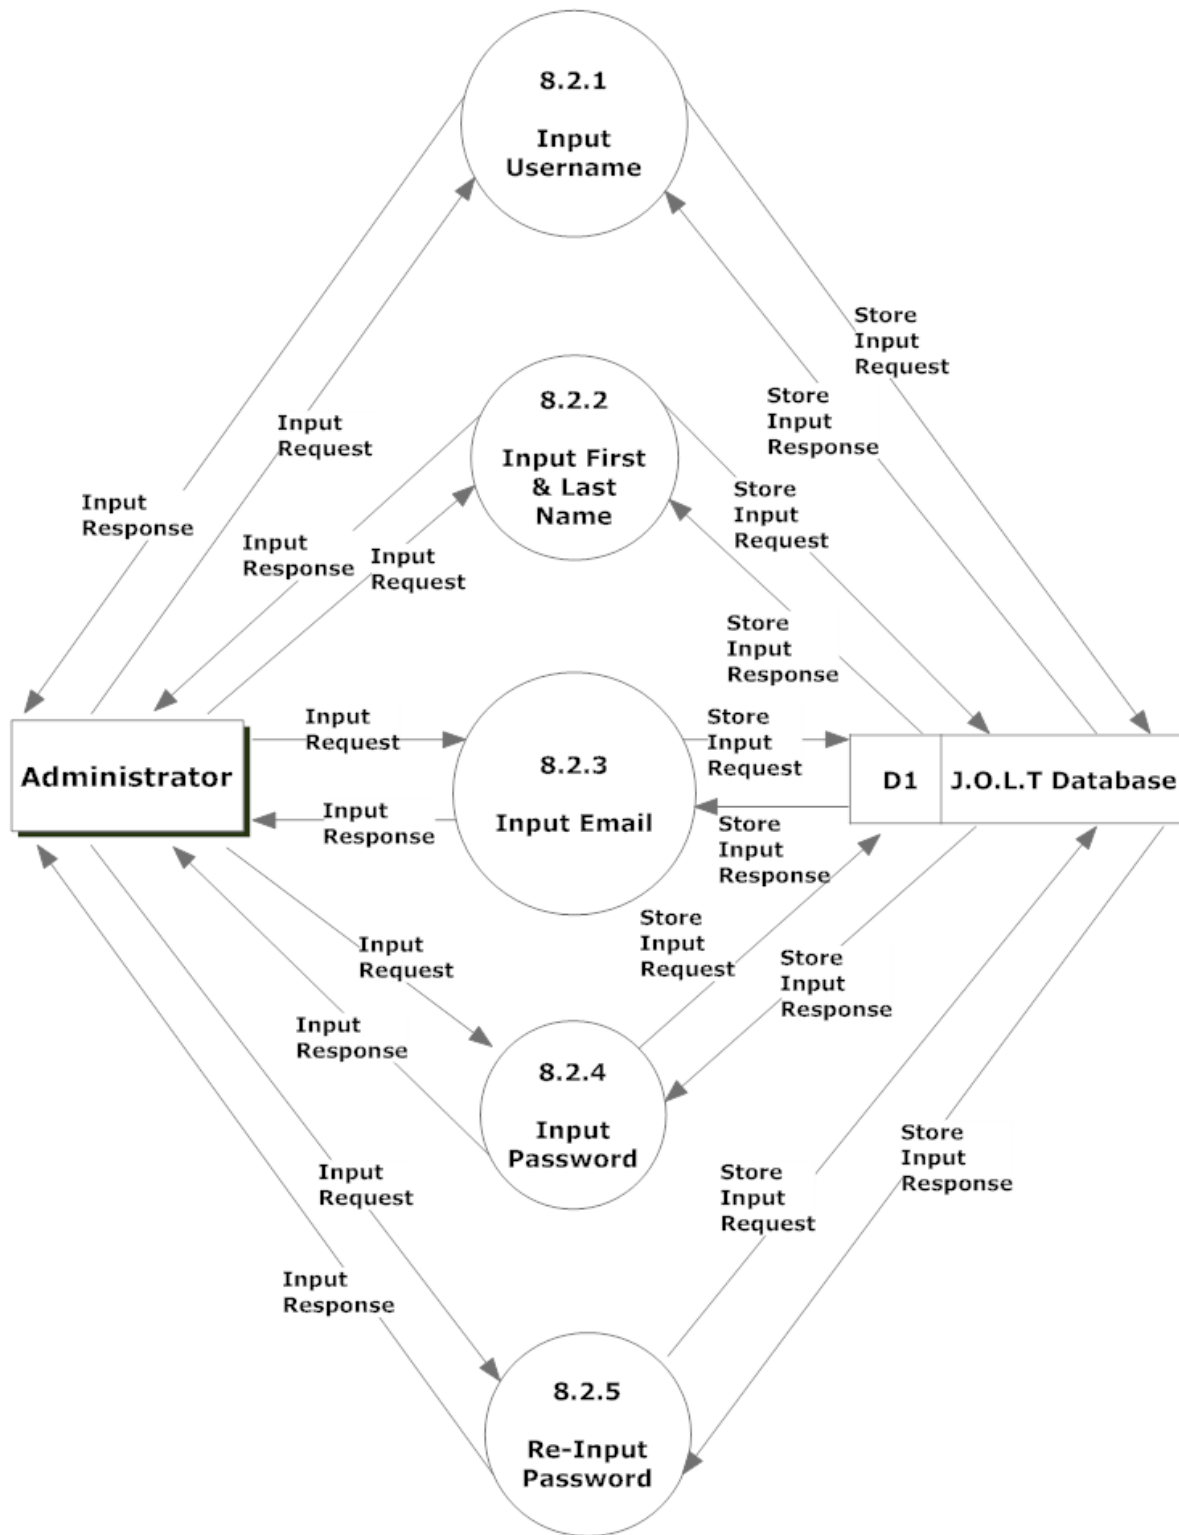 8.2.1
Input
Username
Store
Input
Request
Store
Input
Response
Input
Request
Input
Response
8.2.2
Input First
& Last
Name
Store
Input
Request
Input
Response
Input
Request
Store
Input
Response
Administrator
Input
Request
Input
Response
8.2.3
Input Email
Store
Input
Request
Store
Input
Response
D1
J.O.L.T Database
Input
Request
Input
Response
Store
Input
Request
Store
Input
Response
8.2.4
Input
Password
Input
Request
Input
Response
Store
Input
Request
Store
Input
Response
8.2.5
Re-Input
Password